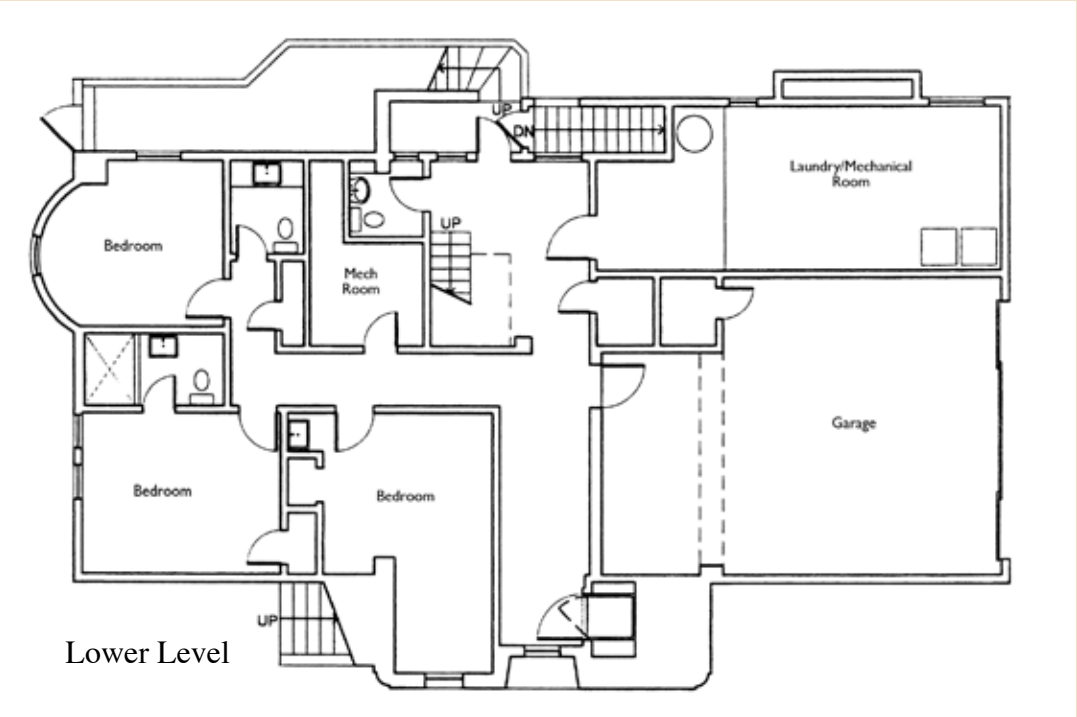 UP
DN
Laundry/Mechanical
Room
UP
Bedroom
Mech
Room
Garage
Bedroom
Bedroom
UP
Lower Level